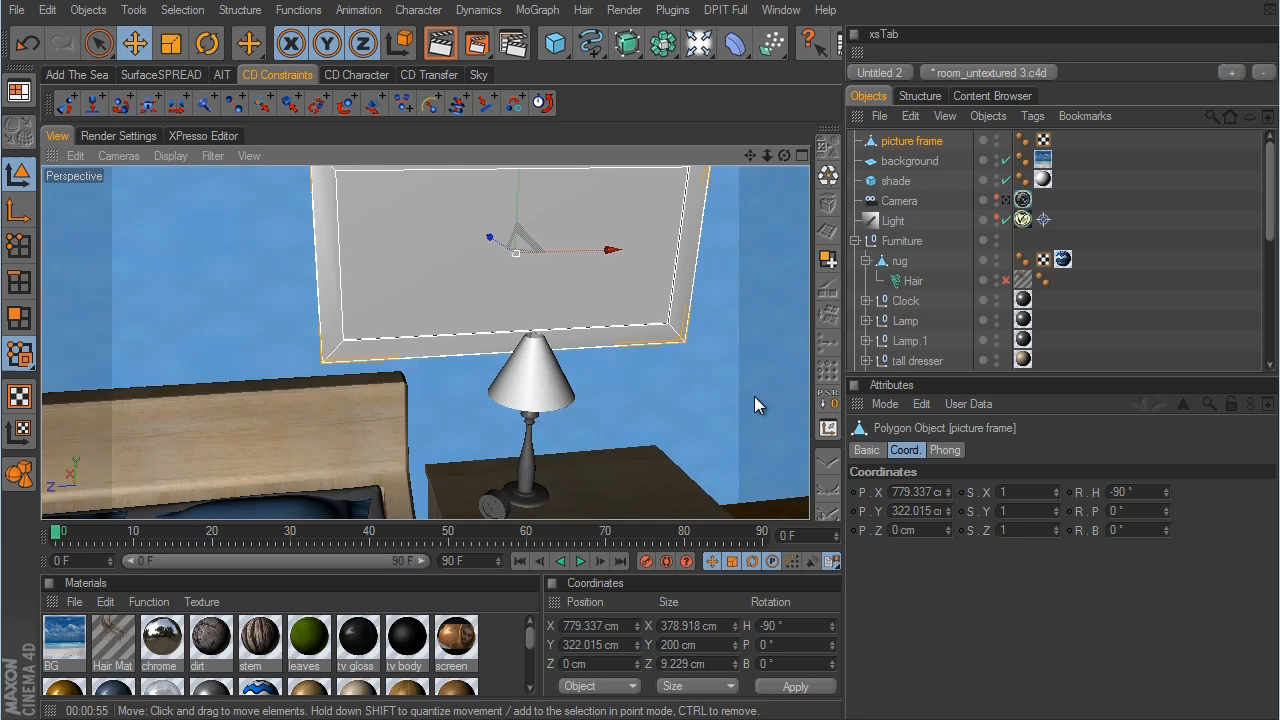 File Edit Objects Tools Selection Structure Functions Animation Character Dynamics MoGraph Hair Render Plugins DPIT Full Window Help
xsTab
Add The Sea SurfaceSPREAD AIT CD Constraints CD Character CD Transfer Sky
Untitled 2 * room_untextured 3.c4d + -
Objects Structure Content Browser
File Edit View Objects Tags Bookmarks
View Render Settings XPresso Editor
Edit Cameras Display Filter View
Perspective
picture frame
background
shade
Camera
Light
Furniture
rug
Hair
Clock
Lamp
Lamp.1
tall dresser
Attributes
Mode Edit User Data
Polygon Object [picture frame]
Basic Coord. Phong
Coordinates
P . X 779.337 cm S . X 1 R . H -90 °
P . Y 322.015 cm S . Y 1 R . P 0 °
P . Z 0 cm S . Z 1 R . B 0 °
P S R
0
Y
X
Z
0 10 20 30 40 50 60 70 80 90 0 F
0 F 0 F 90 F 90 F
Materials
File Edit Function Texture
BG Hair Mat chrome dirt stem leaves tv gloss tv body screen
Coordinates
Position Size Rotation
X 779.337 cm X 378.918 cm H -90 °
Y 322.015 cm Y 200 cm P 0 °
Z 0 cm Z 9.229 cm B 0 °
Object Size Apply
MAXON
CINEMA 4D
00:00:55 Move: Click and drag to move elements. Hold down SHIFT to quantize movement / add to the selection in point mode, CTRL to remove.